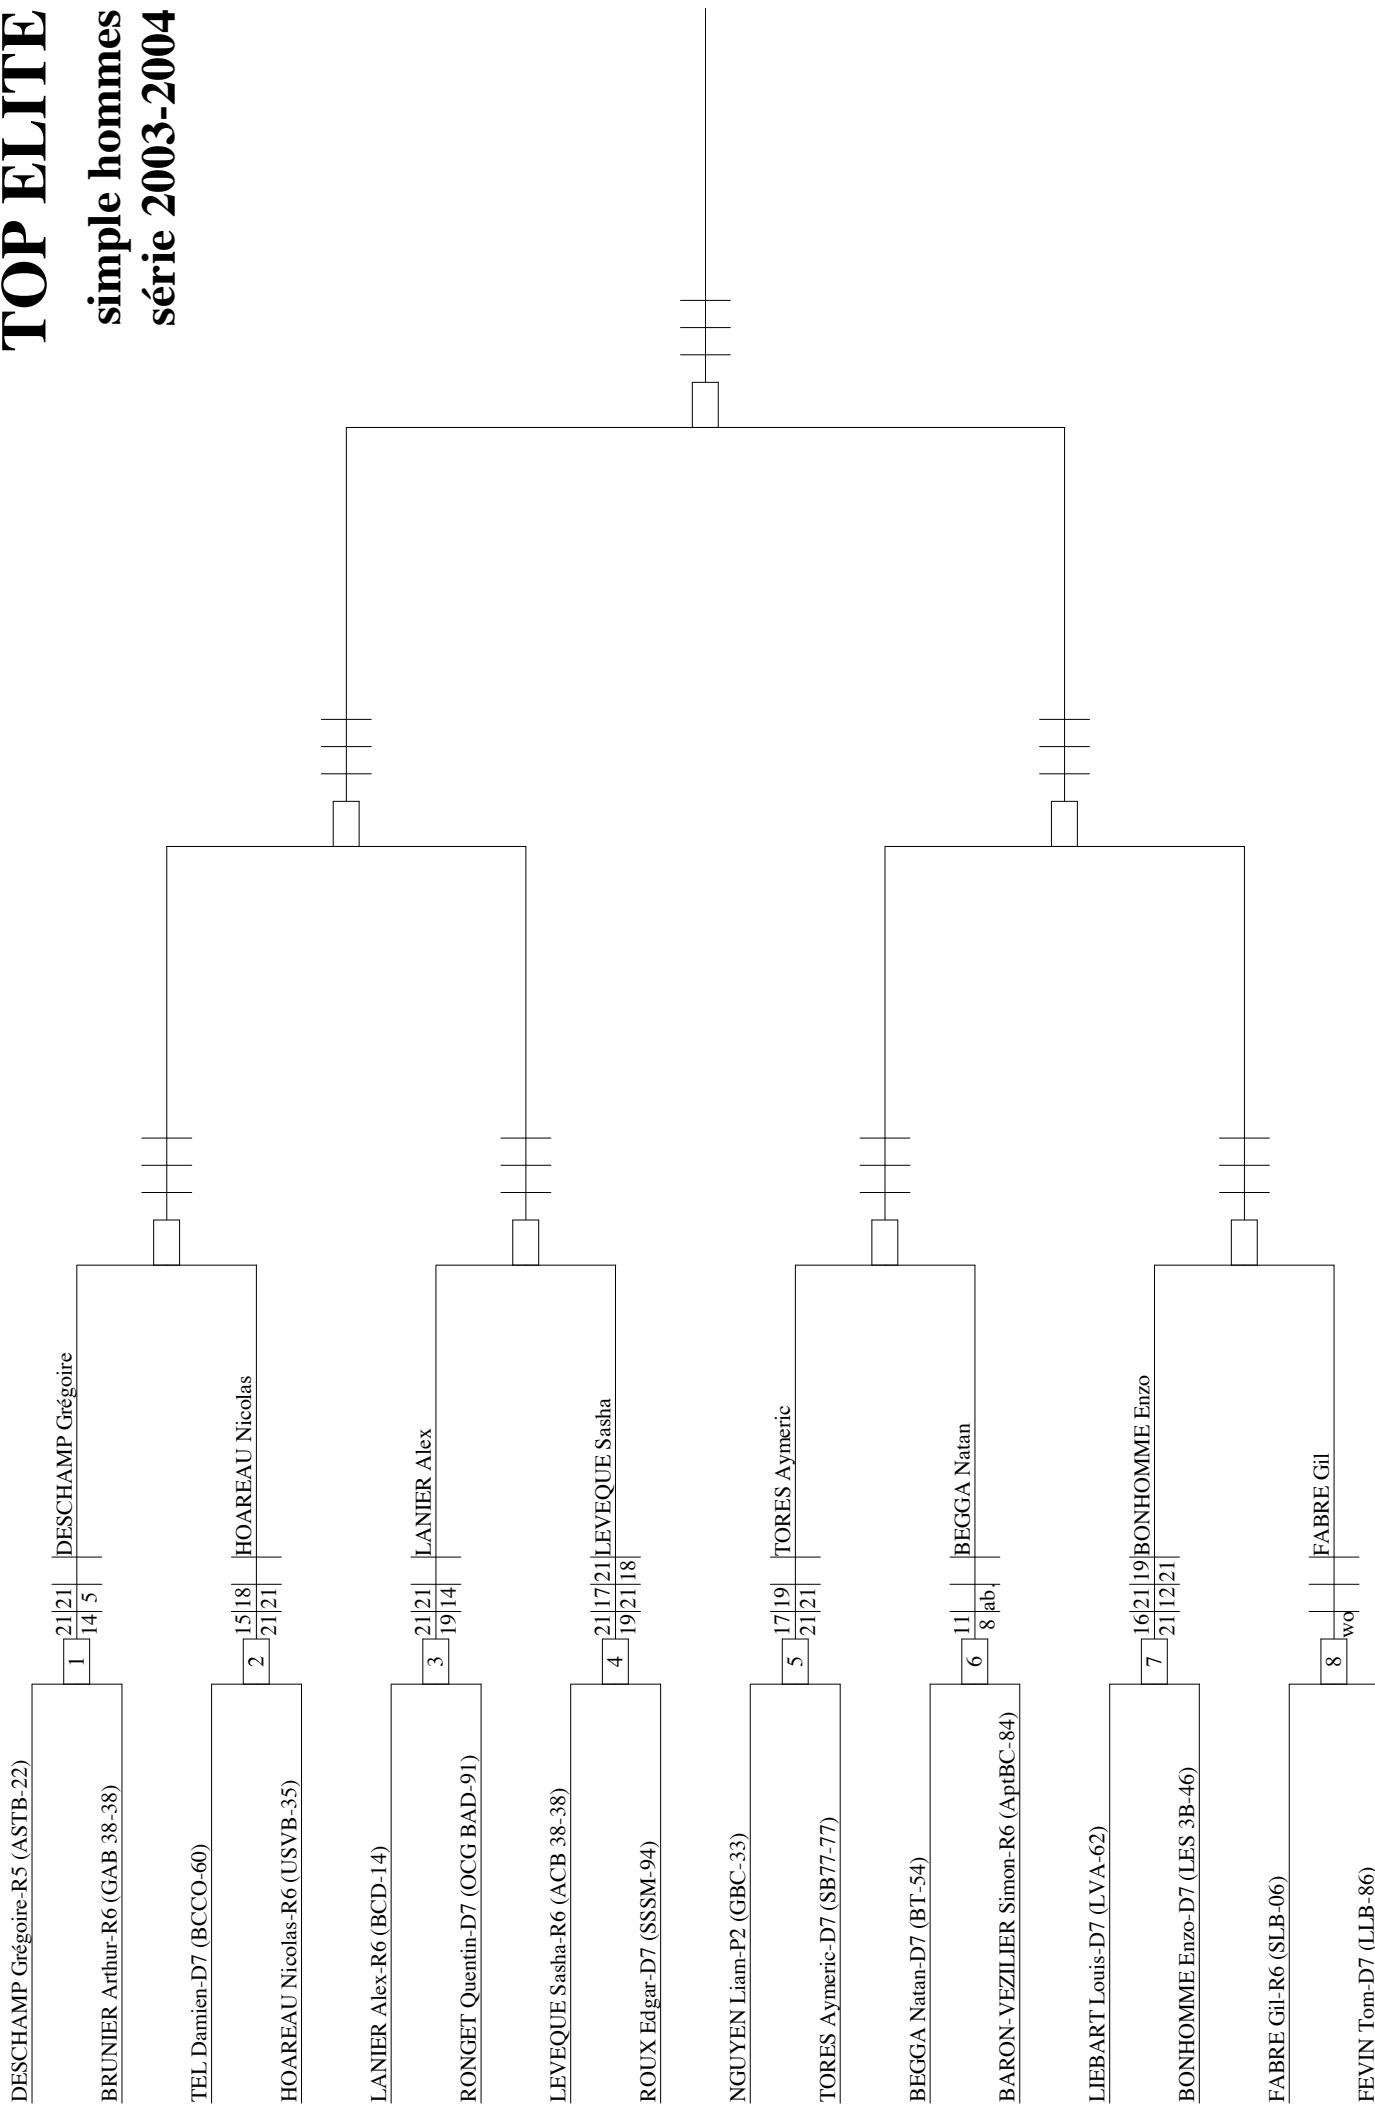 TOP ELITE
simple hommes
série 2003-2004
DESCHAMP Grégoire-R5 (ASTB-22)
1
21 21
14 5
DESCHAMP Grégoire
BRUNIER Arthur-R6 (GAB 38-38)
TEL Damien-D7 (BCCO-60)
2
15 18
21 21
HOAREAU Nicolas
HOAREAU Nicolas-R6 (USVB-35)
LANIER Alex-R6 (BCD-14)
3
21 21
19 14
LANIER Alex
RONGET Quentin-D7 (OCG BAD-91)
LEVEQUE Sasha-R6 (ACB 38-38)
4
21 17 21
19 21 18
LEVEQUE Sasha
ROUX Edgar-D7 (SSSM-94)
NGUYEN Liam-P2 (GBC-33)
5
17 19
21 21
TORES Aymeric
TORES Aymeric-D7 (SB77-77)
BEGGA Natan-D7 (BT-54)
6
11
8 ab.
BEGGA Natan
BARON-VEZILIER Simon-R6 (AptBC-84)
LIEBART Louis-D7 (LVA-62)
7
16 21 19
21 12 21
BONHOMME Enzo
BONHOMME Enzo-D7 (LES 3B-46)
FABRE Gil-R6 (SLB-06)
8
wo
FABRE Gil
FEVIN Tom-D7 (LLB-86)